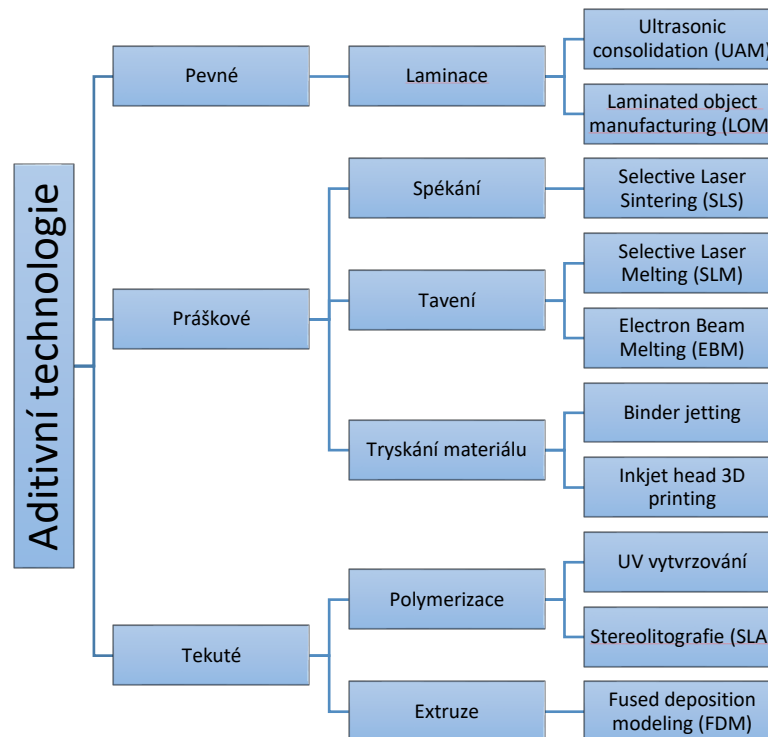 Aditivní technologie
Pevné
Laminace
Ultrasonic
consolidation (UAM)
Laminated object
manufacturing (LOM
Práškové
Spékání
Selective Laser
Sintering (SLS)
Tavení
Selective Laser
Melting (SLM)
Electron Beam
Melting (EBM)
Tryskání materiálu
Binder jetting
Inkjet head 3D
printing
Tekuté
Polymerizace
UV vytvrzování
Stereolitografie (SLA
Extruze
Fused deposition
modeling (FDM)